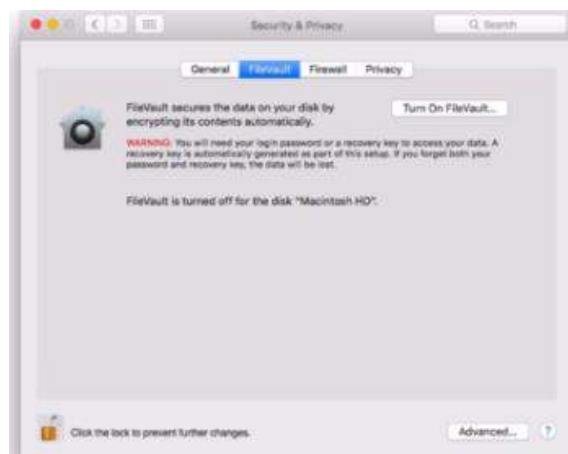 Security & Privacy
Search
General FileVault Firewall Privacy
FileVault secures the data on your disk by
encrypting its contents automatically.
Turn On FileVault...
WARNING: You will need your login password or a recovery key to access your data. A
recovery key is automatically generated as part of this setup. If you forget both your
password and recovery key, the data will be lost.
FileVault is turned off for the disk "Macintosh HD".
Click the lock to prevent further changes.
Advanced... ?